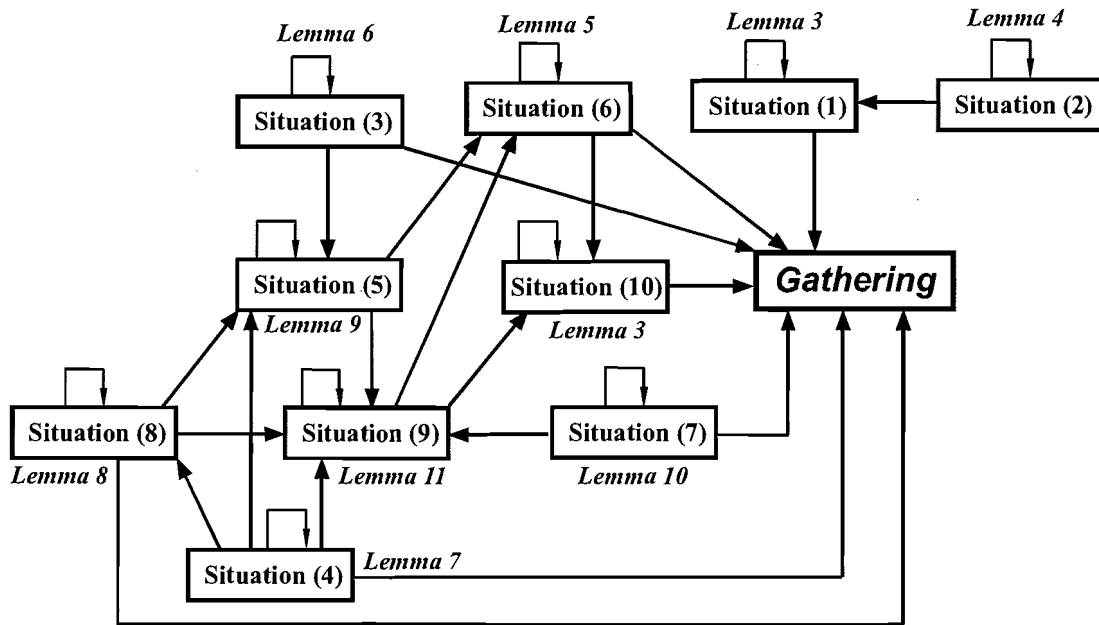 Lemma 6
Lemma 5
Lemma 3
Lemma 4
Situation (3)
Situation (6)
Situation (1)
Situation (2)
Situation (5)
Lemma 9
Situation (10)
Lemma 3
Gathering
Situation (8)
Lemma 8
Situation (9)
Lemma 11
Situation (7)
Lemma 10
Situation (4)
Lemma 7